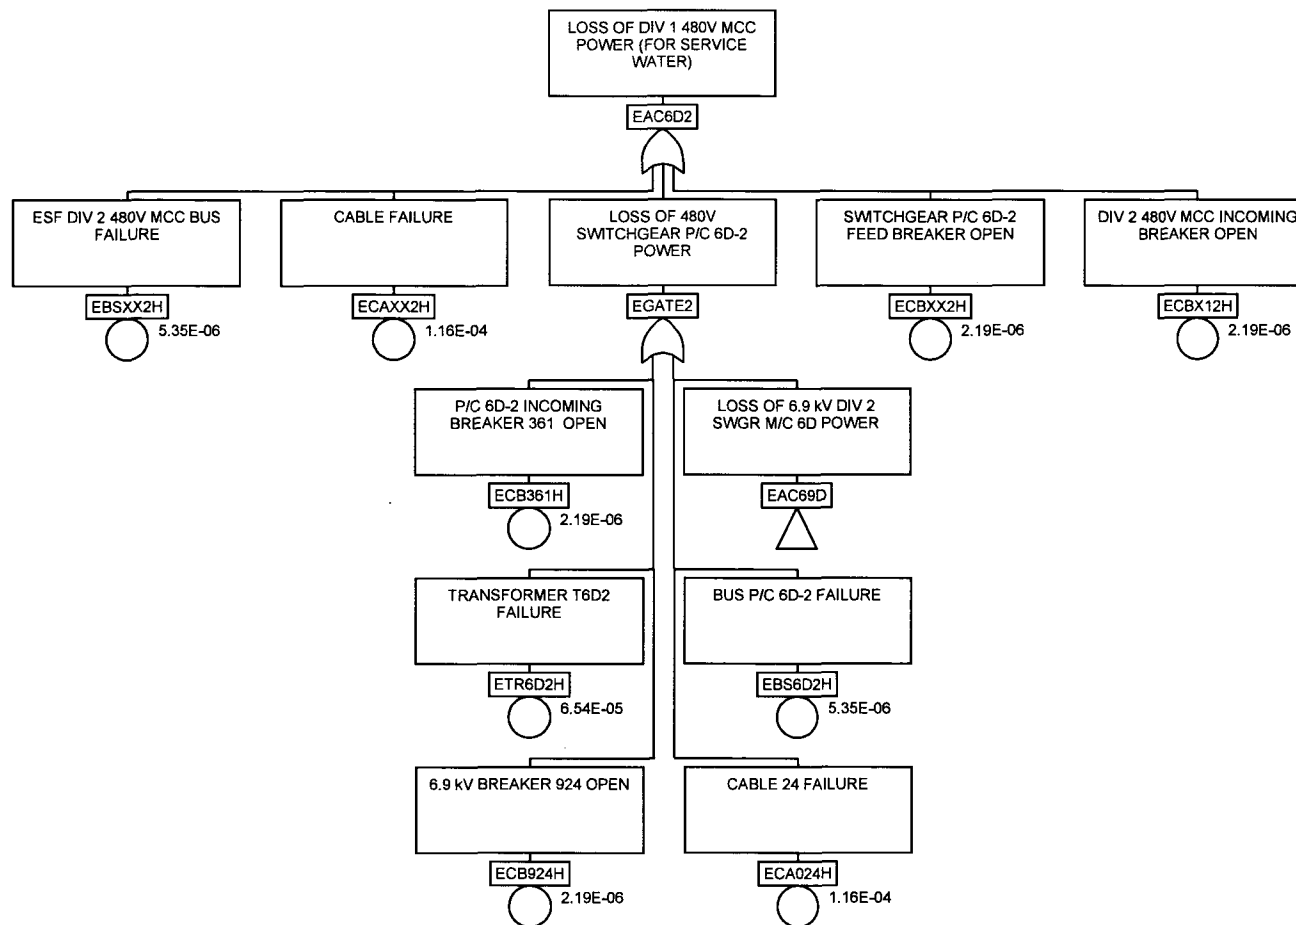 LOSS OF DIV 1 480V MCC
POWER (FOR SERVICE
WATER)
EAC6D2
ESF DIV 2 480V MCC BUS
FAILURE
EBSXX2H
5.35E-06
CABLE FAILURE
ECAXX2H
1.16E-04
LOSS OF 480V
SWITCHGEAR P/C 6D-2
POWER
EGATE2
SWITCHGEAR P/C 6D-2
FEED BREAKER OPEN
ECBXX2H
2.19E-06
DIV 2 480V MCC INCOMING
BREAKER OPEN
ECBX12H
2.19E-06
P/C 6D-2 INCOMING
BREAKER 361 OPEN
ECB361H
2.19E-06
LOSS OF 6.9 kV DIV 2
SWGR M/C 6D POWER
EAC69D
TRANSFORMER T6D2
FAILURE
ETR6D2H
6.54E-05
BUS P/C 6D-2 FAILURE
EBS6D2H
5.35E-06
6.9 kV BREAKER 924 OPEN
ECB924H
2.19E-06
CABLE 24 FAILURE
ECA024H
1.16E-04